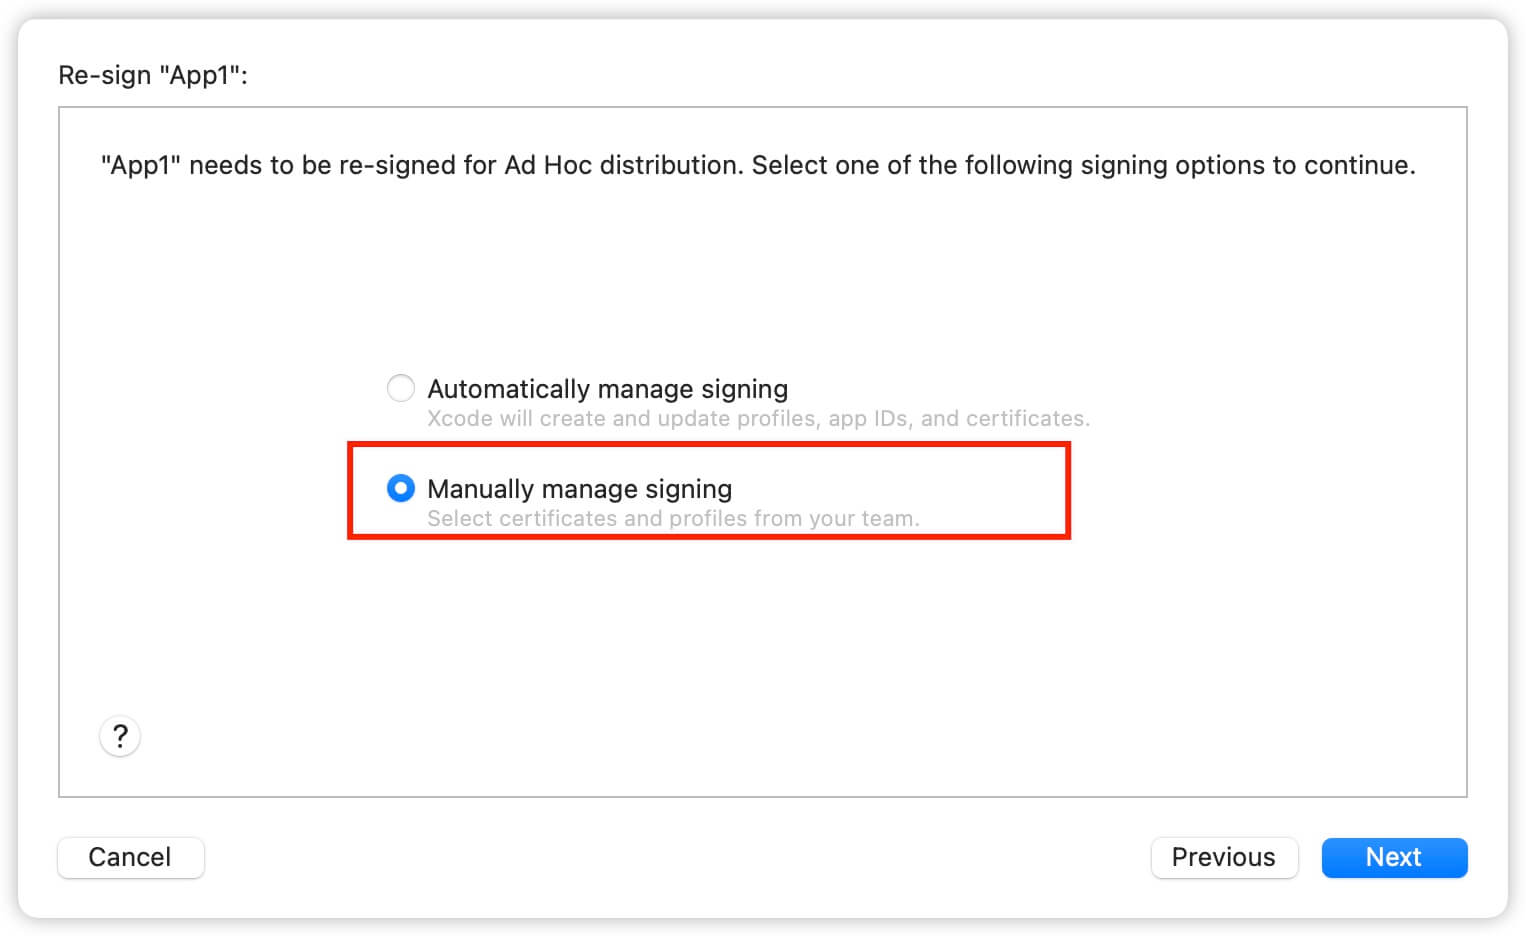 Re-sign "App1":
"App1" needs to be re-signed for Ad Hoc distribution. Select one of the following signing options to continue.
Automatically manage signing
Xcode will create and update profiles, app IDs, and certificates.
Manually manage signing
Select certificates and profiles from your team.
?
Cancel
Previous
Next